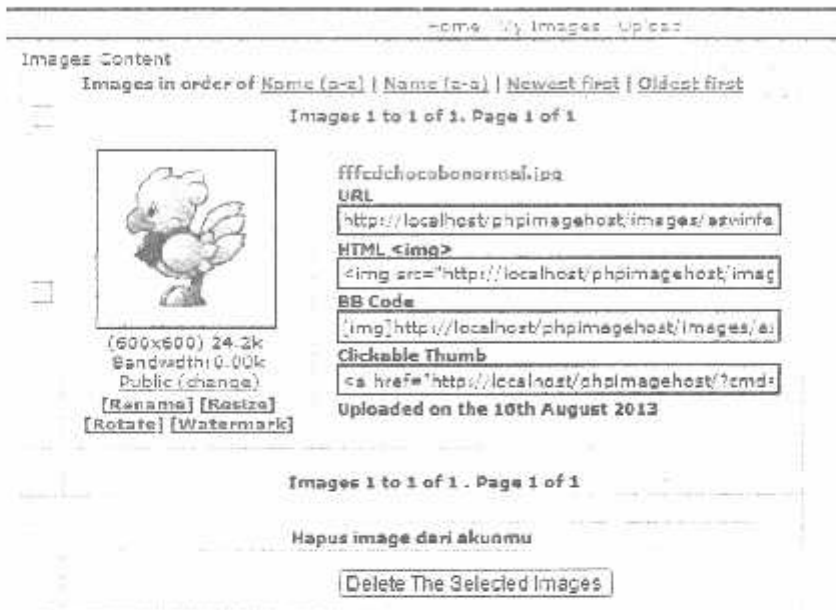 Home My Images Upload
Images Content
Images in order of Name (a-z) | Name (z-a) | Newest first | Oldest first
Images 1 to 1 of 1. Page 1 of 1
fffcdchocobonormal.jpg
URL
http://localhost/phpimagehost/images/aswinfe
HTML <img>
<img src="http://localhost/phpimagehost/imag
BB Code
[img]http://localhost/phpimagehost/images/a
Clickable Thumb
<a href="http://localhost/phpimagehost/?cmd=
Uploaded on the 10th August 2013
(600x600) 24.2k
Bandwidth: 0.00k
Public (change)
[Rename] [Resize]
[Rotate] [Watermark]
Images 1 to 1 of 1 . Page 1 of 1
Hapus image dari akunmu
Delete The Selected Images